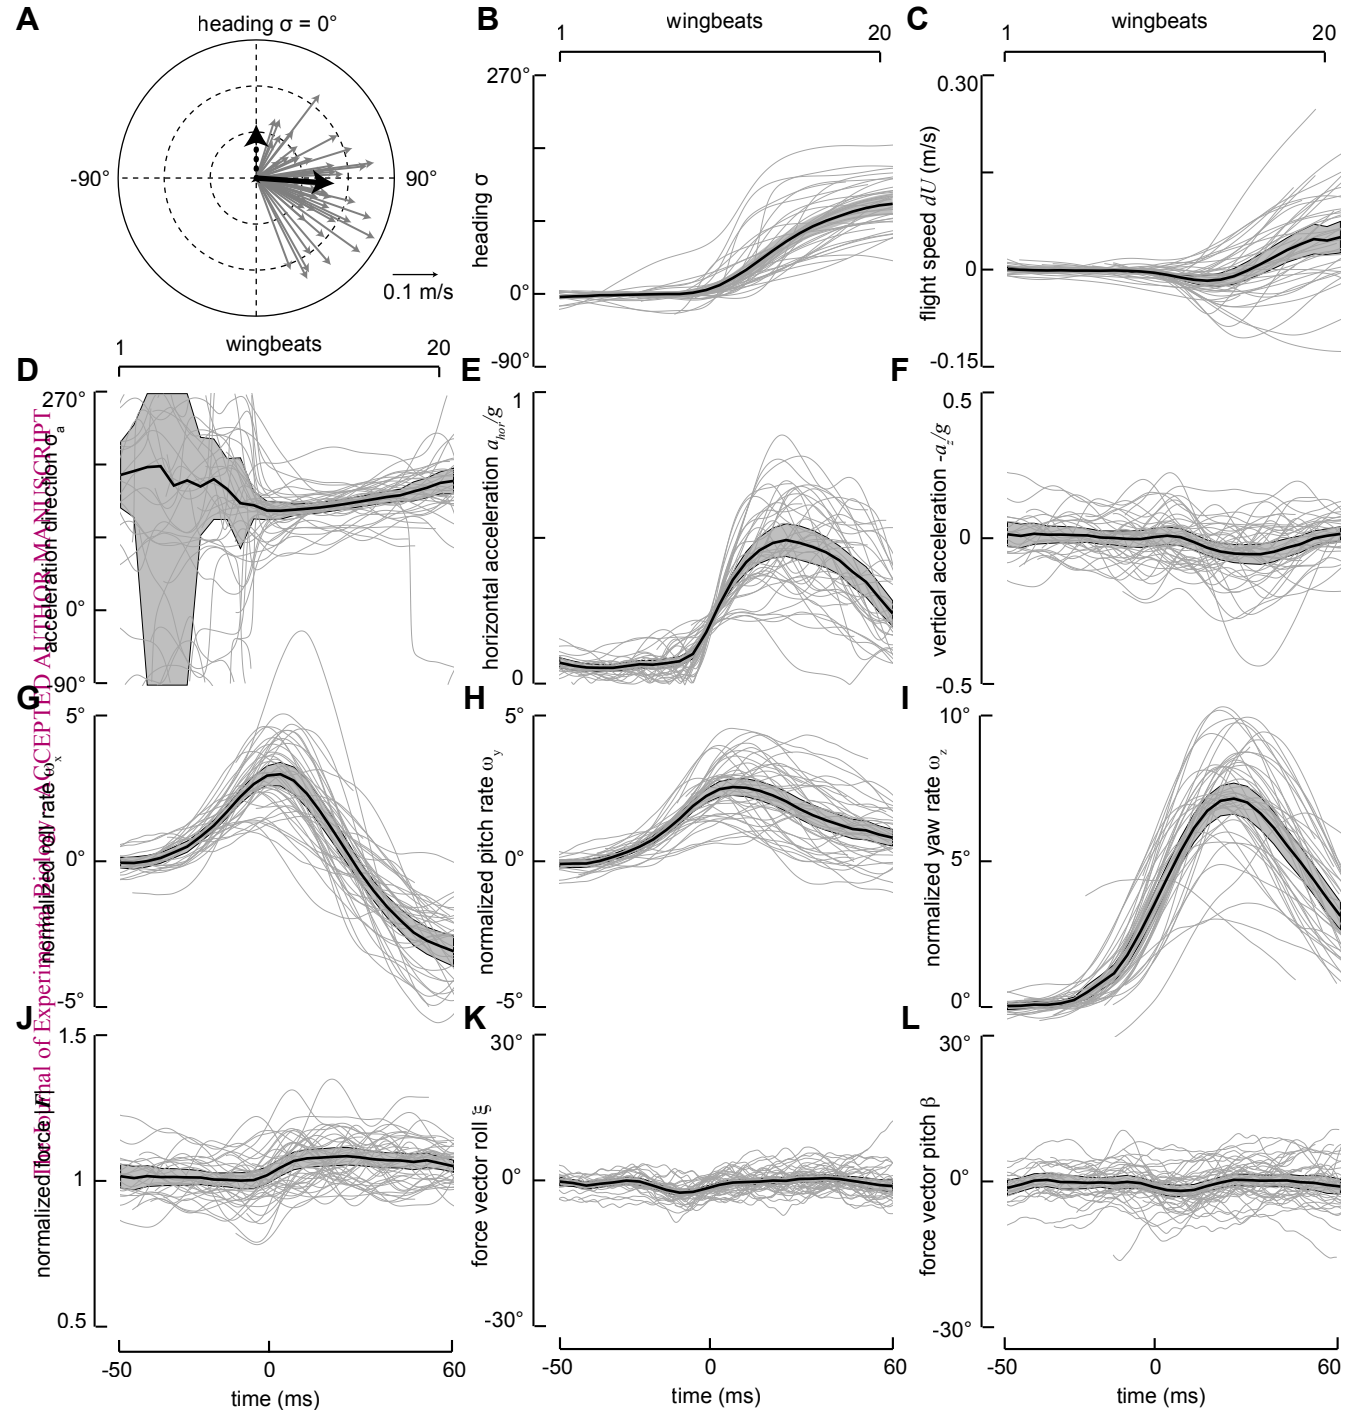 A
heading σ = 0°
-90°
90°
0.1 m/s
B
wingbeats
1
20
270°
0°
-90°
heading σ
C
wingbeats
1
20
0.30
0
-0.15
flight speed dU (m/s)
D
wingbeats
1
20
270°
0°
90°
acceleration direction σa
E
1
0
horizontal acceleration ahor/g
F
0.5
0
-0.5
vertical acceleration -az/g
G
5°
0°
-5°
normalized roll rate ωx
H
5°
0°
-5°
normalized pitch rate ωy
I
10°
5°
0°
normalized yaw rate ωz
J
1.5
1
0.5
normalized force
-50
0
60
time (ms)
K
30°
0°
-30°
force vector roll ξ
-50
0
60
time (ms)
L
30°
0°
-30°
force vector pitch β
-50
0
60
time (ms)
Journal of Experimental Biology ACCEPTED AUTHOR MANUSCRIPT